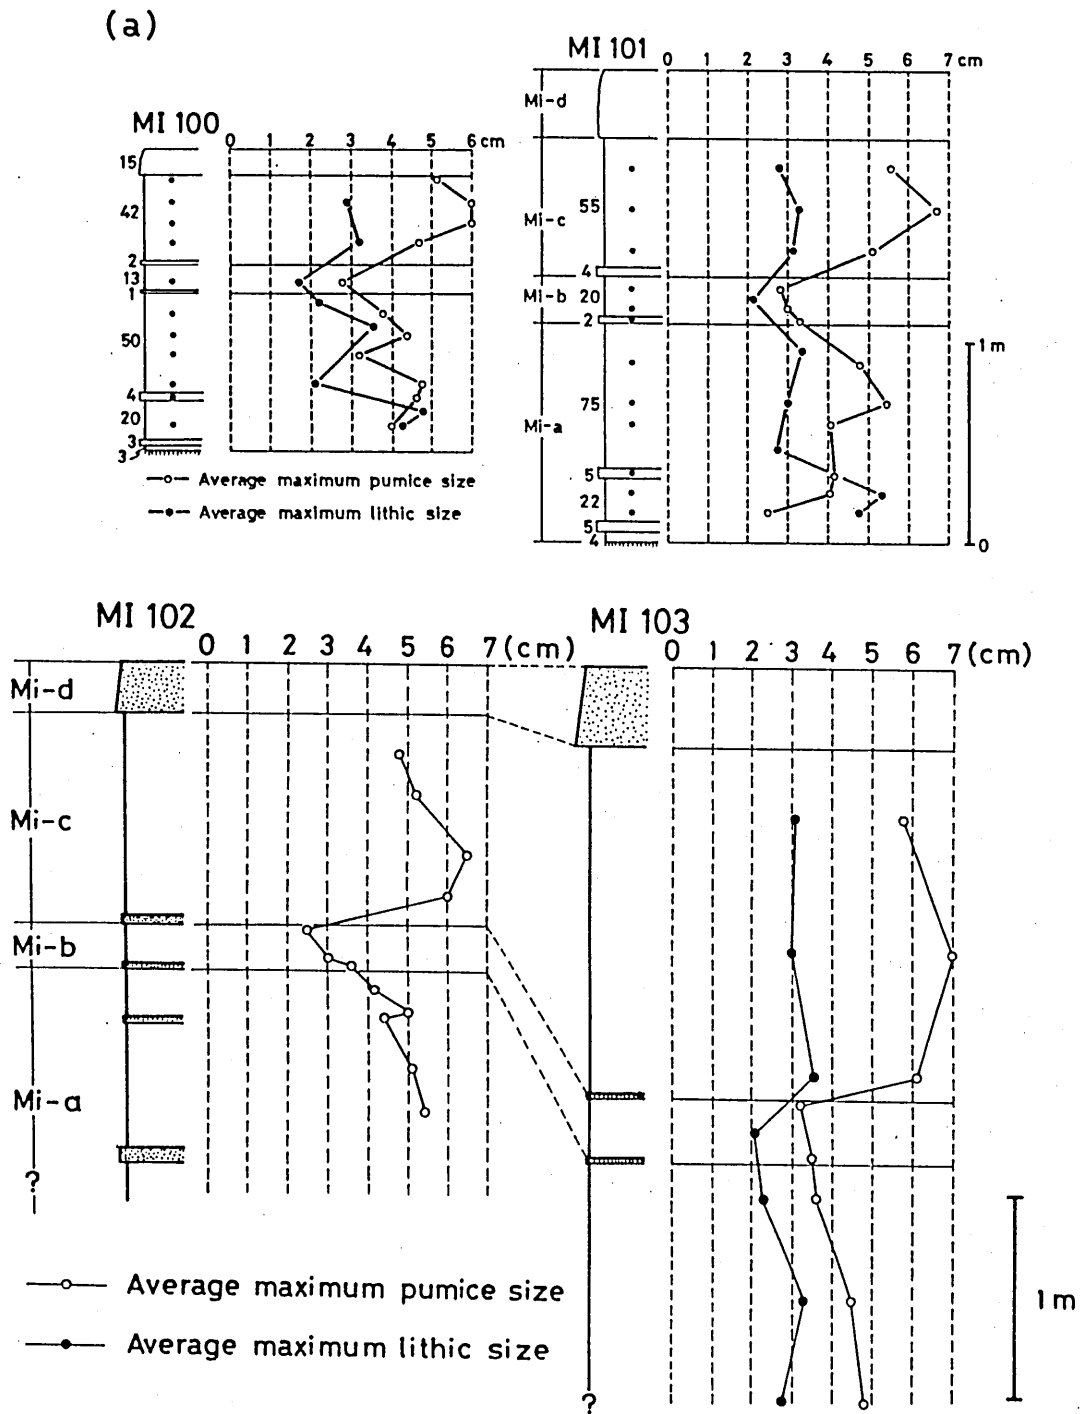 (a)
MI 100
0 1 2 3 4 5 6 cm
15
42
2
13
1
50
4
20
3
3
Average maximum pumice size
Average maximum lithic size
MI 101
0 1 2 3 4 5 6 7 cm
Mi-d
Mi-c
55
4
Mi-b
20
2
Mi-a
75
5
22
5
4
1 m
0
MI 102
0 1 2 3 4 5 6 7 (cm)
Mi-d
Mi-c
Mi-b
Mi-a
?
MI 103
0 1 2 3 4 5 6 7 (cm)
?
1 m
Average maximum pumice size
Average maximum lithic size